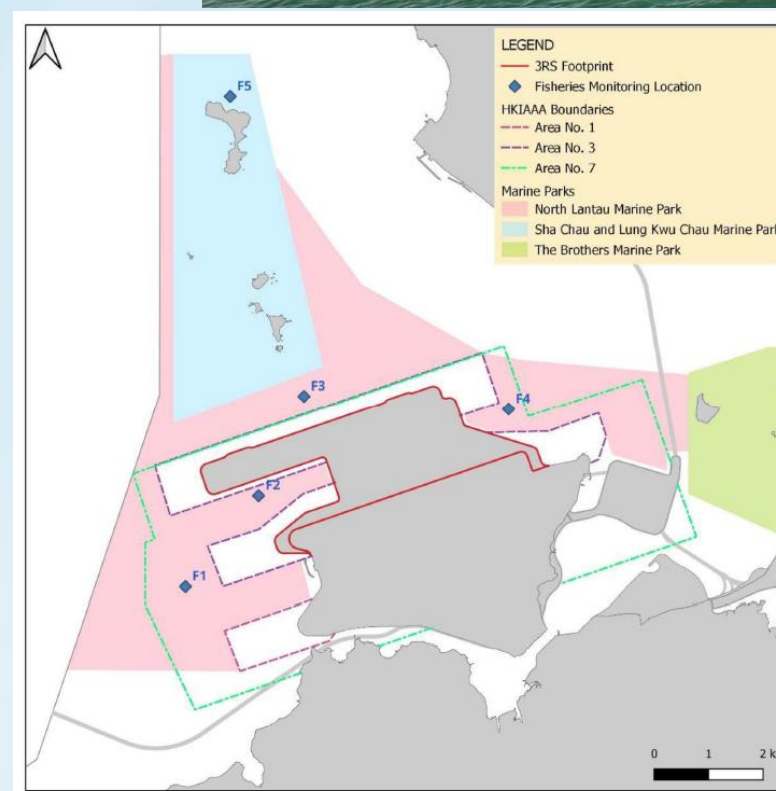 F5
LEGEND
3RS Footprint
Fisheries Monitoring Location
HKIAAA Boundaries
Area No. 1
Area No. 3
Area No. 7
Marine Parks
North Lantau Marine Park
Sha Chau and Lung Kwu Chau Marine Park
The Brothers Marine Park
F3
F4
F2
F1
0 1 2 k